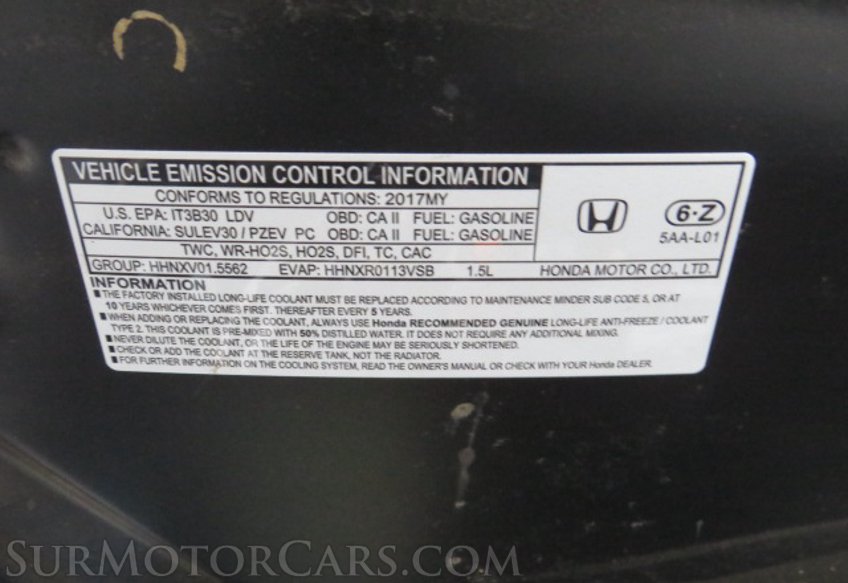 VEHICLE EMISSION CONTROL INFORMATION
CONFORMS TO REGULATIONS: 2017MY
U.S. EPA: IT3B30 LDV OBD: CA II FUEL: GASOLINE
CALIFORNIA: SULEV30 / PZEV PC OBD: CA II FUEL: GASOLINE
TWC, WR-HO2S, HO2S, DFI, TC, CAC
GROUP: HHNXV01.5562 EVAP: HHNXR0113VSB 1.5L
6-Z
5AA-L01
HONDA MOTOR CO., LTD.
INFORMATION
■ THE FACTORY INSTALLED LONG-LIFE COOLANT MUST BE REPLACED ACCORDING TO MAINTENANCE MINDER SUB CODE 5, OR AT
10 YEARS WHICHEVER COMES FIRST. THEREAFTER EVERY 5 YEARS.
■ WHEN ADDING OR REPLACING THE COOLANT, ALWAYS USE Honda RECOMMENDED GENUINE LONG-LIFE ANTI-FREEZE / COOLANT
TYPE 2. THIS COOLANT IS PRE-MIXED WITH 50% DISTILLED WATER. IT DOES NOT REQUIRE ANY ADDITIONAL MIXING.
■ NEVER DILUTE THE COOLANT, OR THE LIFE OF THE ENGINE MAY BE SERIOUSLY SHORTENED.
■ CHECK OR ADD THE COOLANT AT THE RESERVE TANK, NOT THE RADIATOR.
■ FOR FURTHER INFORMATION ON THE COOLING SYSTEM, READ THE OWNER'S MANUAL OR CHECK WITH YOUR Honda DEALER.
SURMOTORCARS.COM